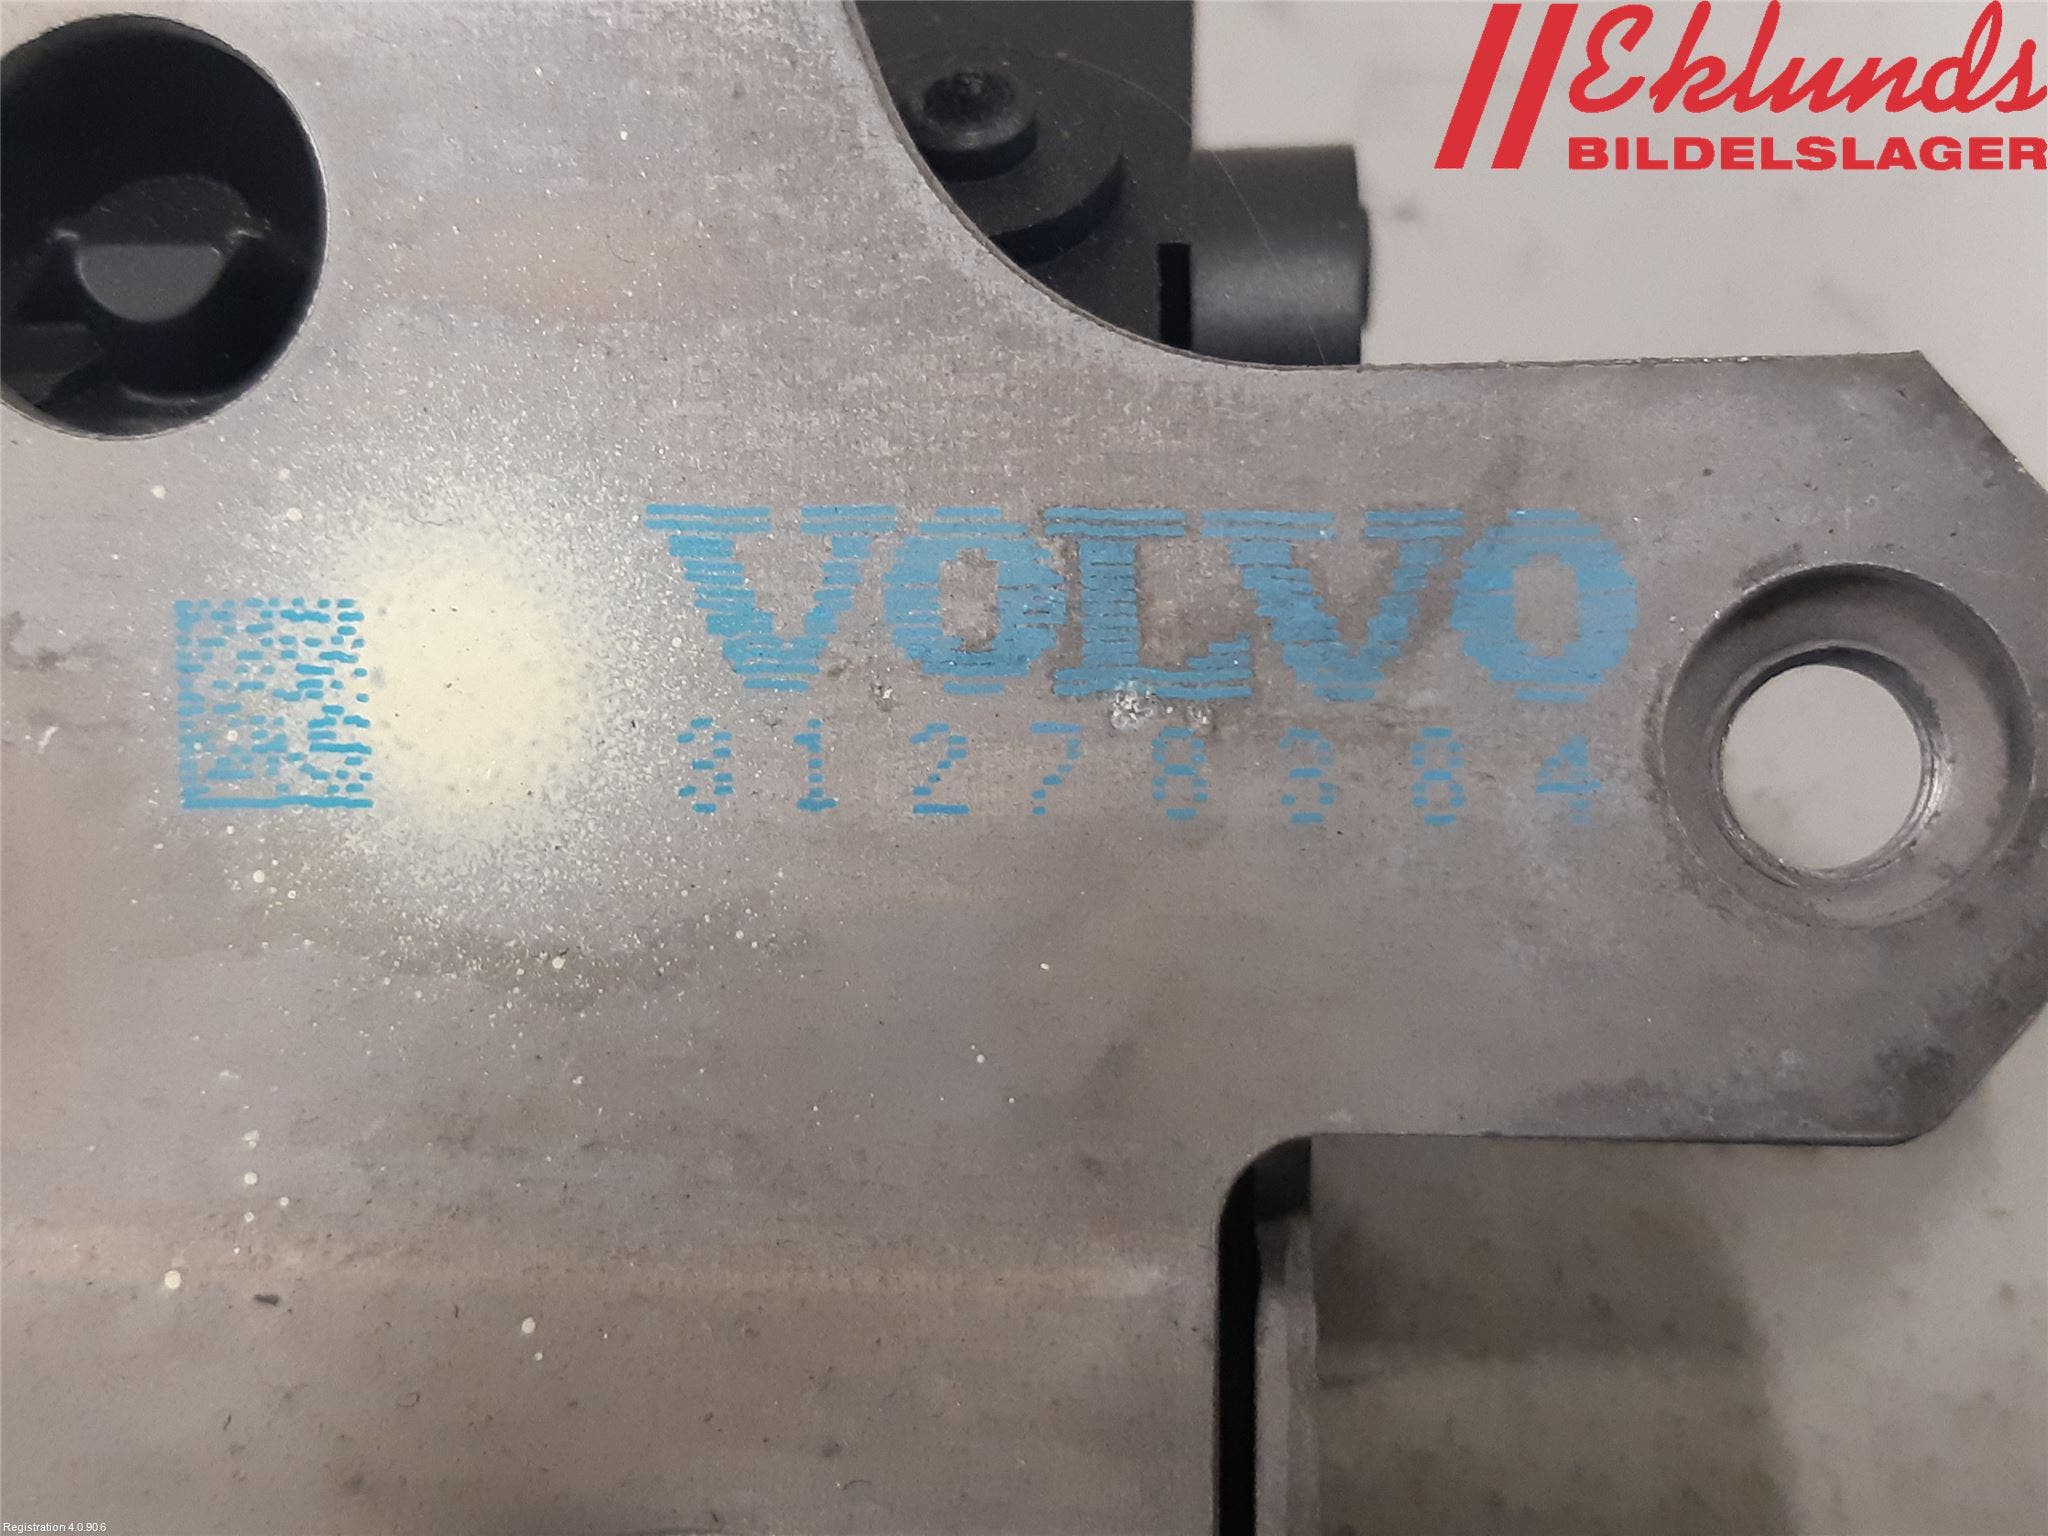 Eklunds
BILDELSLAGER
VOLVO
31278384
Registration 4.0.90.6